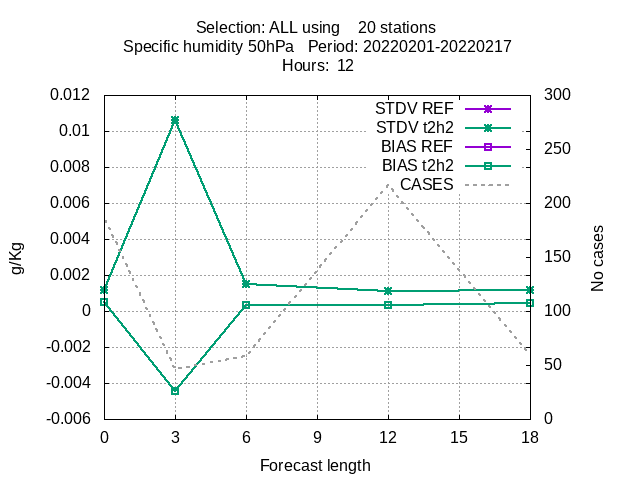 Selection: ALL using    20 stations
Specific humidity 50hPa   Period: 20220201-20220217
Hours:  12
STDV REF
STDV t2h2
BIAS REF
BIAS t2h2
CASES
0.012
0.01
0.008
0.006
0.004
0.002
0
-0.002
-0.004
-0.006
g/Kg
300
250
200
150
100
50
0
No cases
0 3 6 9 12 15 18
Forecast length